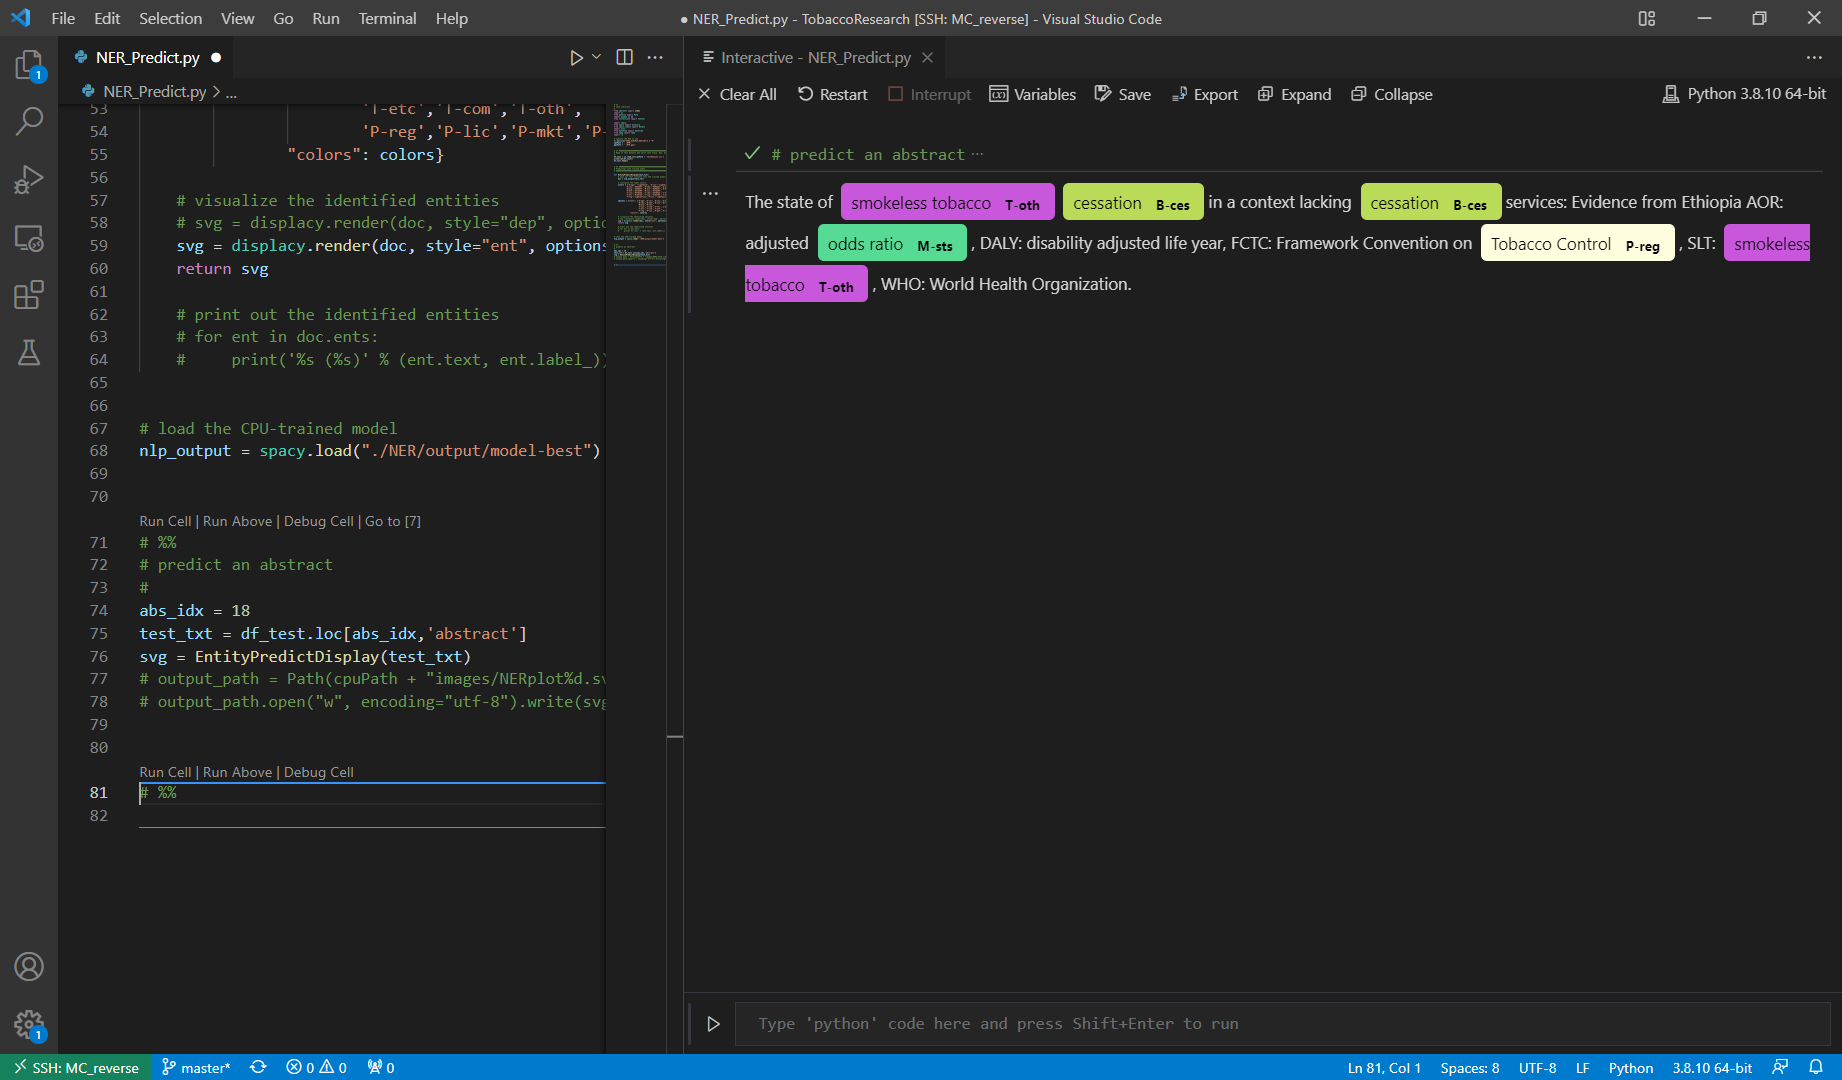 File Edit Selection View Go Run Terminal Help
● NER_Predict.py - TobaccoResearch [SSH: MC_reverse] - Visual Studio Code
NER_Predict.py
NER_Predict.py > ...
53 'T-etc','T-com','T-oth',
54 'P-reg','P-lic','P-mkt','P-
55 "colors": colors}
56
57 # visualize the identified entities
58 # svg = displacy.render(doc, style="dep", optio
59 svg = displacy.render(doc, style="ent", options
60 return svg
61
62 # print out the identified entities
63 # for ent in doc.ents:
64 #     print('%s (%s)' % (ent.text, ent.label_))
65
66
67 # load the CPU-trained model
68 nlp_output = spacy.load("./NER/output/model-best")
69
70
Run Cell | Run Above | Debug Cell | Go to [7]
71 # %%
72 # predict an abstract
73 #
74 abs_idx = 18
75 test_txt = df_test.loc[abs_idx,'abstract']
76 svg = EntityPredictDisplay(test_txt)
77 # output_path = Path(cpuPath + "images/NERplot%d.sv
78 # output_path.open("w", encoding="utf-8").write(svg
79
80
Run Cell | Run Above | Debug Cell
81 # %%
82
Interactive - NER_Predict.py
Clear All Restart Interrupt Variables Save Export Expand Collapse Python 3.8.10 64-bit
# predict an abstract ...
The state of smokeless tobacco T-oth cessation B-ces in a context lacking cessation B-ces services: Evidence from Ethiopia AOR:
adjusted odds ratio M-sts , DALY: disability adjusted life year, FCTC: Framework Convention on Tobacco Control P-reg , SLT: smokeless
tobacco T-oth , WHO: World Health Organization.
Type 'python' code here and press Shift+Enter to run
1
1
SSH: MC_reverse master* 0 0 0 Ln 81, Col 1 Spaces: 8 UTF-8 LF Python 3.8.10 64-bit